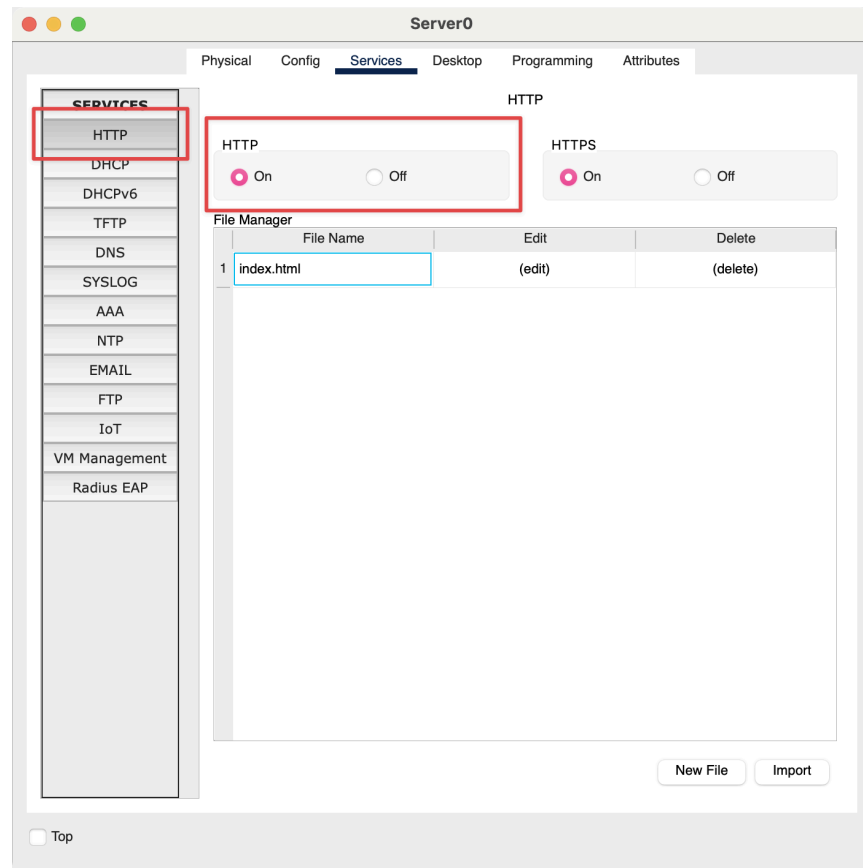 Server0
Physical Config Services Desktop Programming Attributes
SERVICES
HTTP
DHCP
DHCPv6
TFTP
DNS
SYSLOG
AAA
NTP
EMAIL
FTP
IoT
VM Management
Radius EAP
HTTP
HTTP
On Off
HTTPS
On Off
File Manager
File Name Edit Delete
1 index.html (edit) (delete)
New File Import
Top